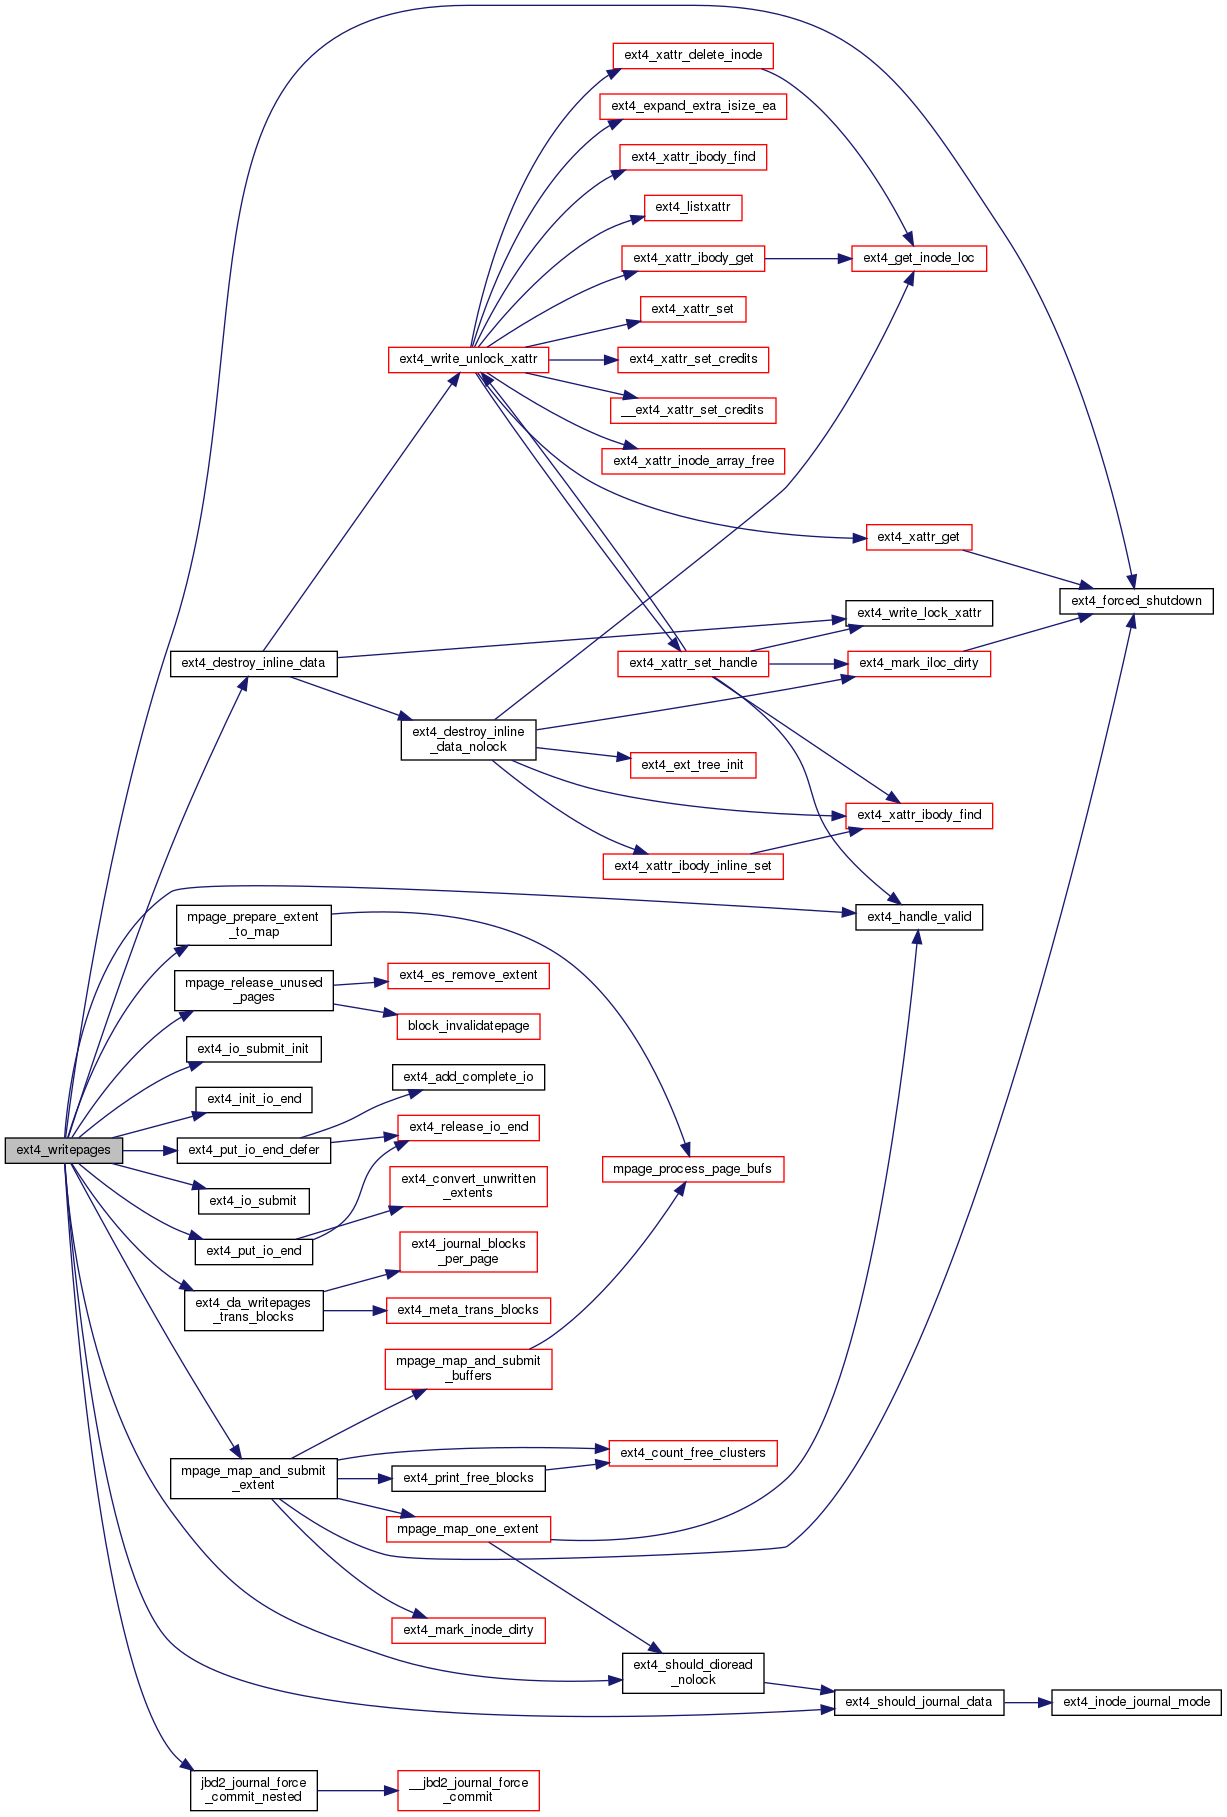 ext4_xattr_delete_inode
ext4_expand_extra_isize_ea
ext4_xattr_ibody_find
ext4_listxattr
ext4_xattr_ibody_get
ext4_get_inode_loc
ext4_xattr_set
ext4_write_unlock_xattr
ext4_xattr_set_credits
__ext4_xattr_set_credits
ext4_xattr_inode_array_free
ext4_xattr_get
ext4_forced_shutdown
ext4_write_lock_xattr
ext4_destroy_inline_data
ext4_xattr_set_handle
ext4_mark_iloc_dirty
ext4_destroy_inline
_data_nolock
ext4_ext_tree_init
ext4_xattr_ibody_find
ext4_xattr_ibody_inline_set
mpage_prepare_extent
_to_map
ext4_handle_valid
mpage_release_unused
_pages
ext4_es_remove_extent
block_invalidatepage
ext4_io_submit_init
ext4_add_complete_io
ext4_init_io_end
ext4_release_io_end
ext4_writepages
ext4_put_io_end_defer
mpage_process_page_bufs
ext4_convert_unwritten
_extents
ext4_io_submit
ext4_put_io_end
ext4_journal_blocks
_per_page
ext4_da_writepages
_trans_blocks
ext4_meta_trans_blocks
mpage_map_and_submit
_buffers
ext4_count_free_clusters
mpage_map_and_submit
_extent
ext4_print_free_blocks
mpage_map_one_extent
ext4_mark_inode_dirty
ext4_should_dioread
_nolock
ext4_should_journal_data
ext4_inode_journal_mode
jbd2_journal_force
_commit_nested
__jbd2_journal_force
_commit